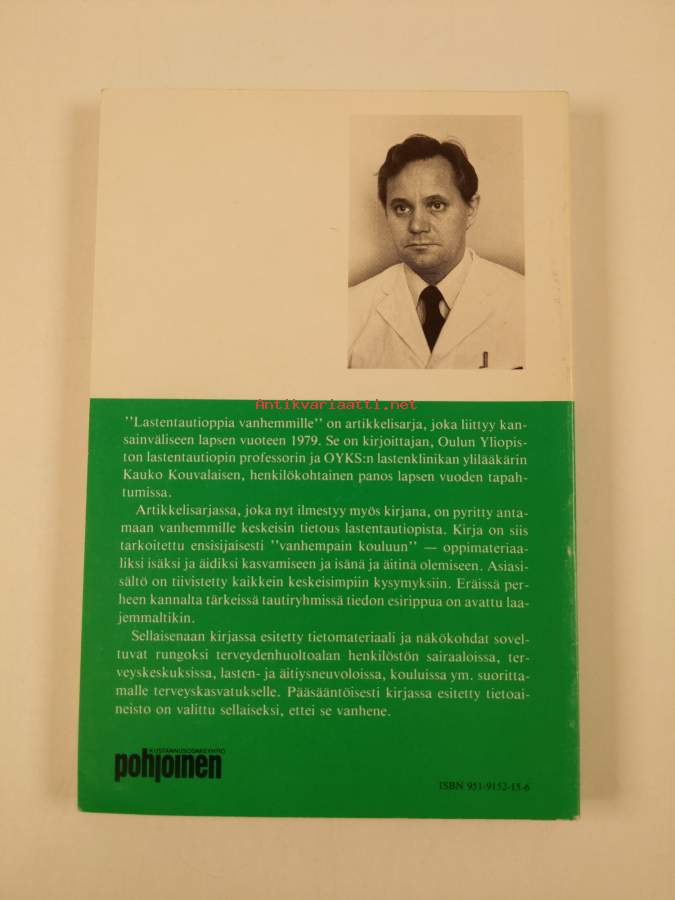 Antikvariaatti.net
"Lastentautioppia vanhemmille" on artikkelisarja, joka liittyy kan-
sainväliseen lapsen vuoteen 1979. Se on kirjoittajan, Oulun Yliopis-
ton lastentautiopin professorin ja OYKS:n lastenklinikan ylilääkärin
Kauko Kouvalaisen, henkilökohtainen panos lapsen vuoden tapah-
tumissa.
Artikkelisarjassa, joka nyt ilmestyy myös kirjana, on pyritty anta-
maan vanhemmille keskeisin tietous lastentautiopista. Kirja on siis
tarkoitettu ensisijaisesti "vanhempain kouluun" — oppimateriaa-
liksi isäksi ja äidiksi kasvamiseen ja isänä ja äitinä olemiseen. Asiasi-
sältö on tiivistetty kaikkein keskeisimpiin kysymyksiin. Eräissä per-
heen kannalta tärkeissä tautiryhmissä tiedon esirippua on avattu laa-
jemmaltikin.
Sellaisenaan kirjassa esitetty tietomateriaali ja näkökohdat sovel-
tuvat rungoksi terveydenhuoltoalan henkilöstön sairaaloissa, ter-
veyskeskuksissa, lasten- ja äitiysneuvoloissa, kouluissa ym. suoritta-
malle terveyskasvatukselle. Pääsääntöisesti kirjassa esitetty tietoai-
neisto on valittu sellaiseksi, ettei se vanhene.
KUSTANNUSOSAKEYHTIÖ
pohjoinen
ISBN 951-9152-15-6